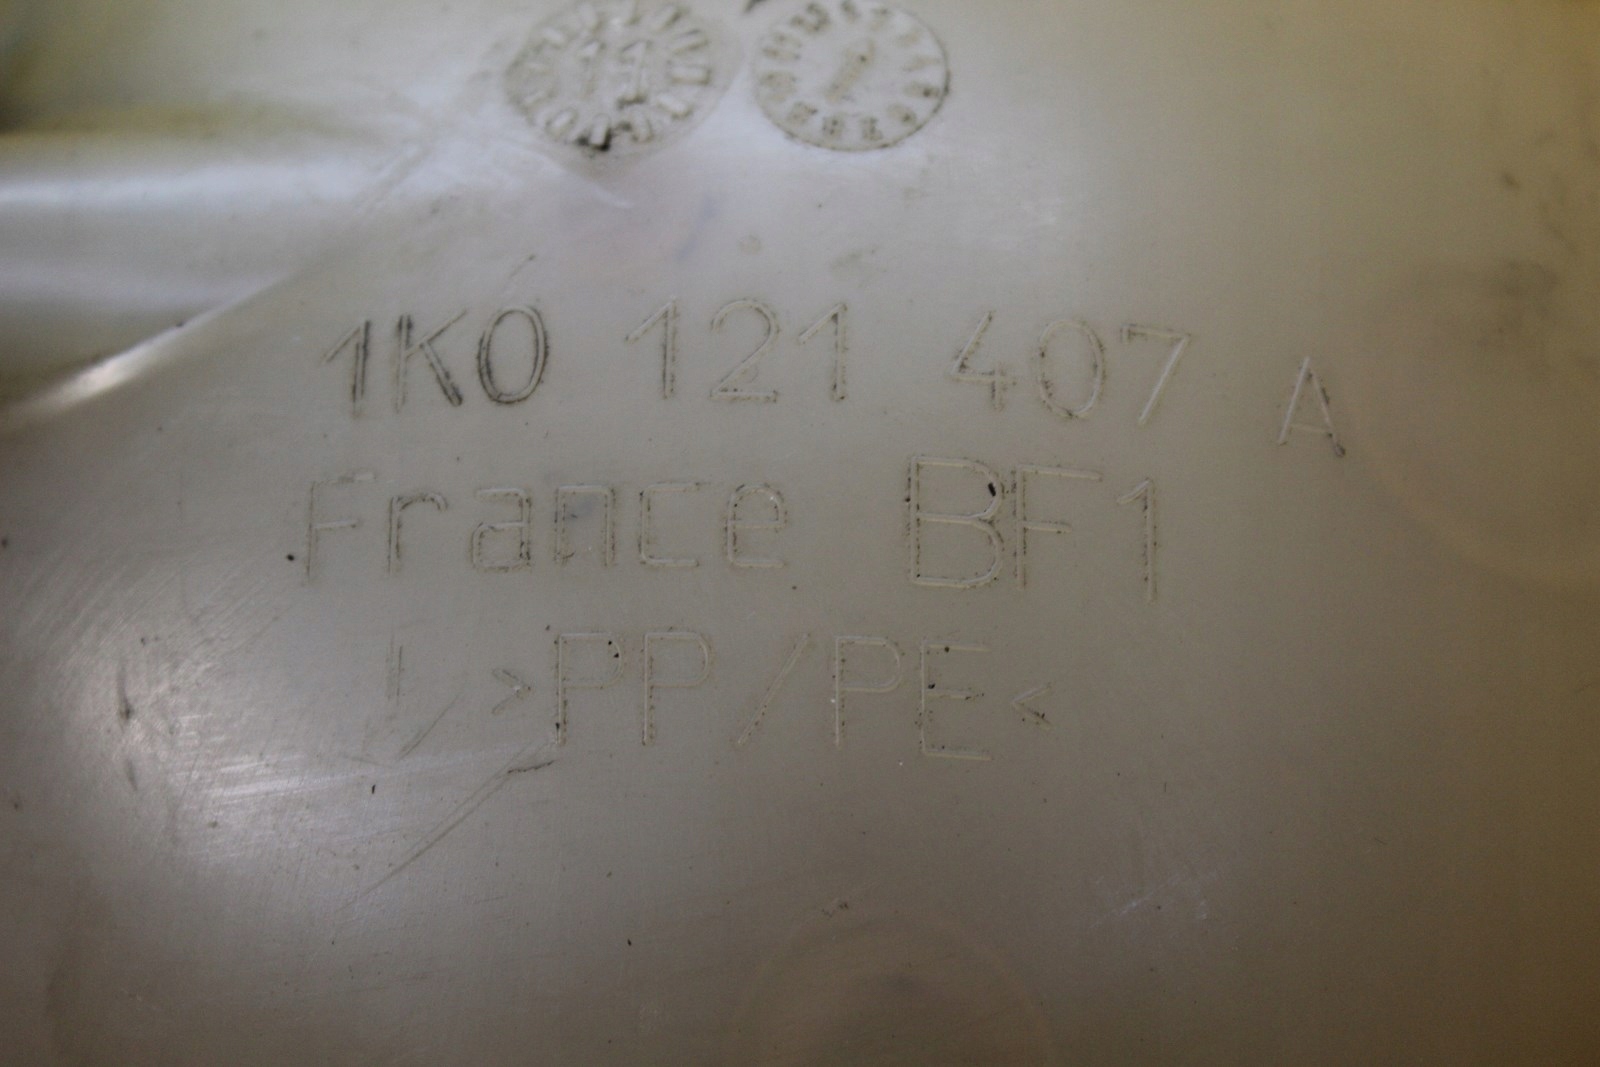 1K0 121 407 A
France BF1
>PP/PE<